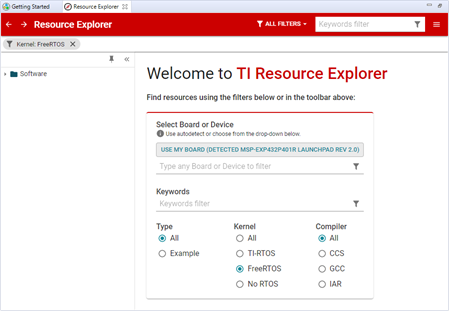 Getting Started
Resource Explorer
Resource Explorer
ALL FILTERS
Keywords filter
Kernel: FreeRTOS
Software
Welcome to TI Resource Explorer
Find resources using the filters below or in the toolbar above:
Select Board or Device
Use autodetect or choose from the drop-down below.
USE MY BOARD (DETECTED MSP-EXP432P401R LAUNCHPAD REV 2.0)
Type any Board or Device to filter
Keywords
Keywords filter
Type Kernel Compiler
All All All
Example TI-RTOS CCS
FreeRTOS GCC
No RTOS IAR